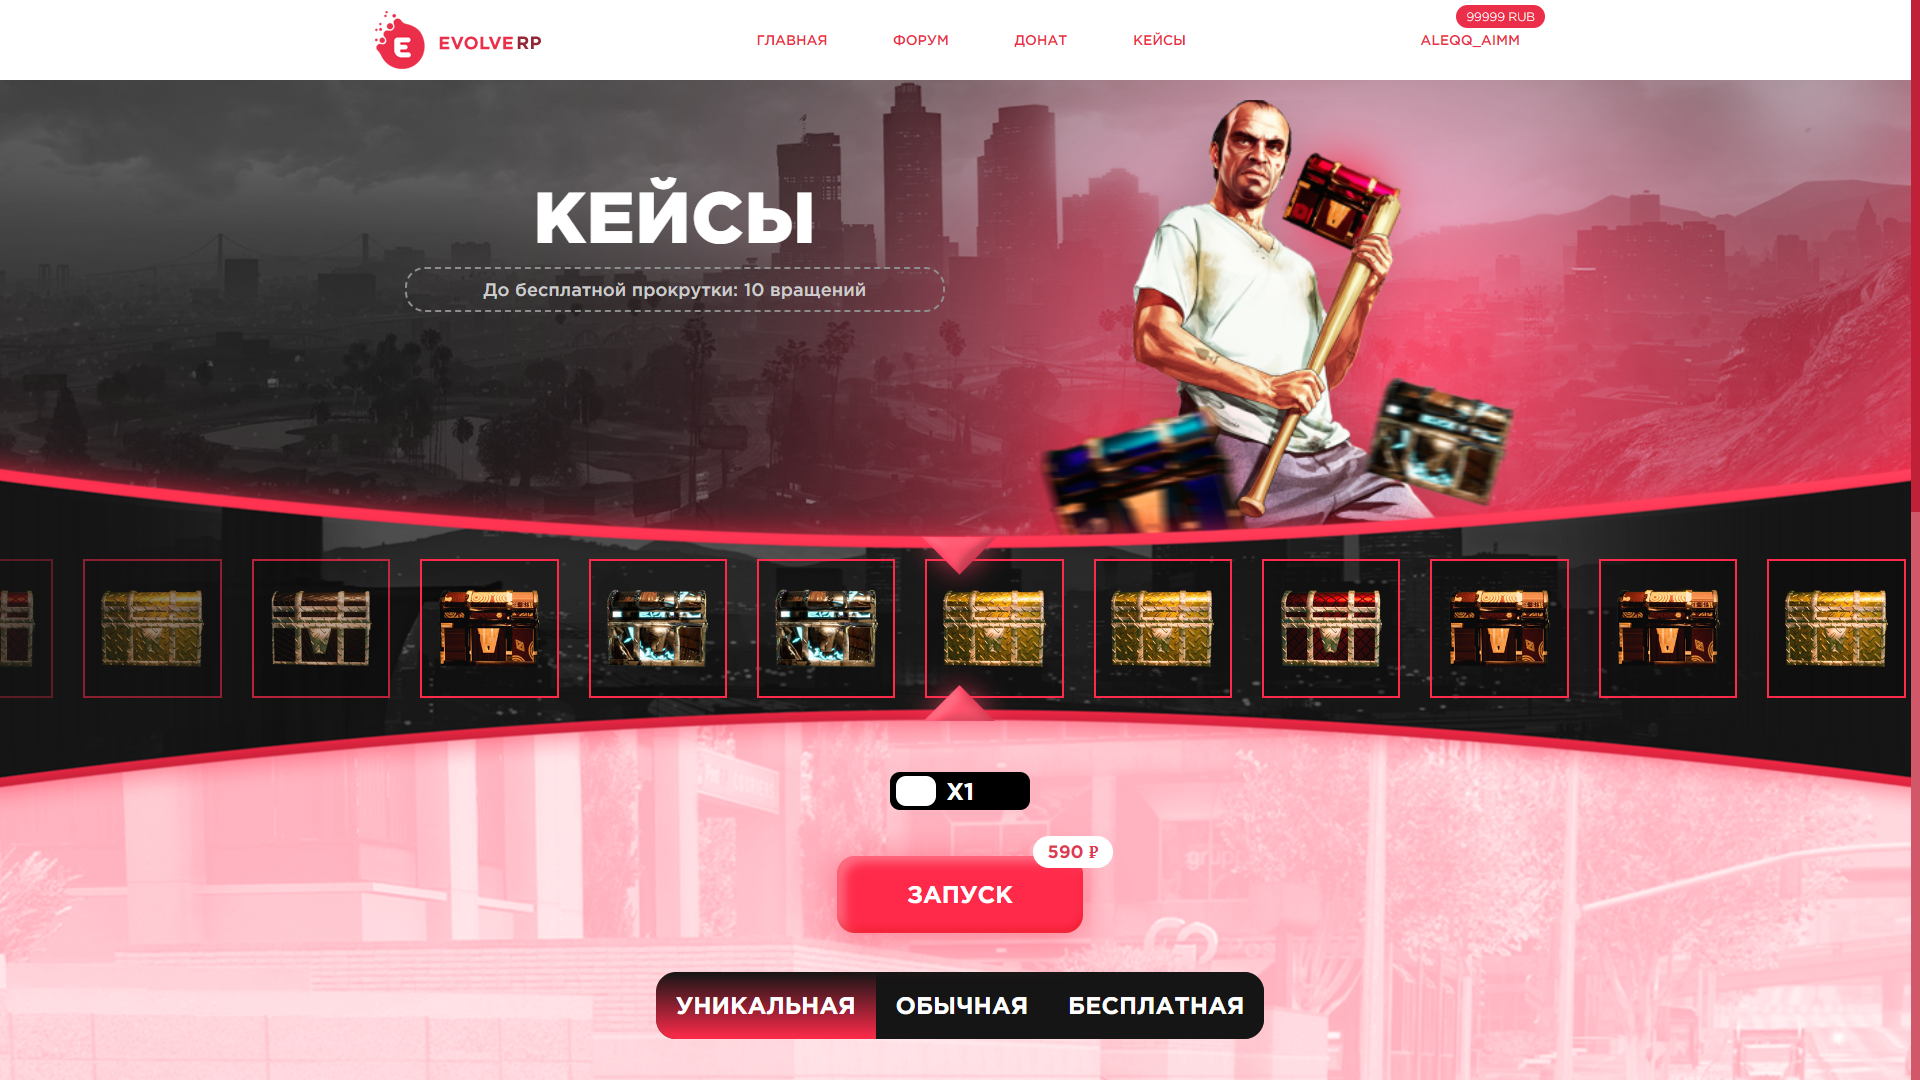 EVOLVE RP
ГЛАВНАЯ
ФОРУМ
ДОНАТ
КЕЙСЫ
99999 RUB
ALEQQ_AIMM
КЕЙСЫ
До бесплатной прокрутки: 10 вращений
X1
590 ₽
ЗАПУСК
УНИКАЛЬНАЯ
ОБЫЧНАЯ
БЕСПЛАТНАЯ